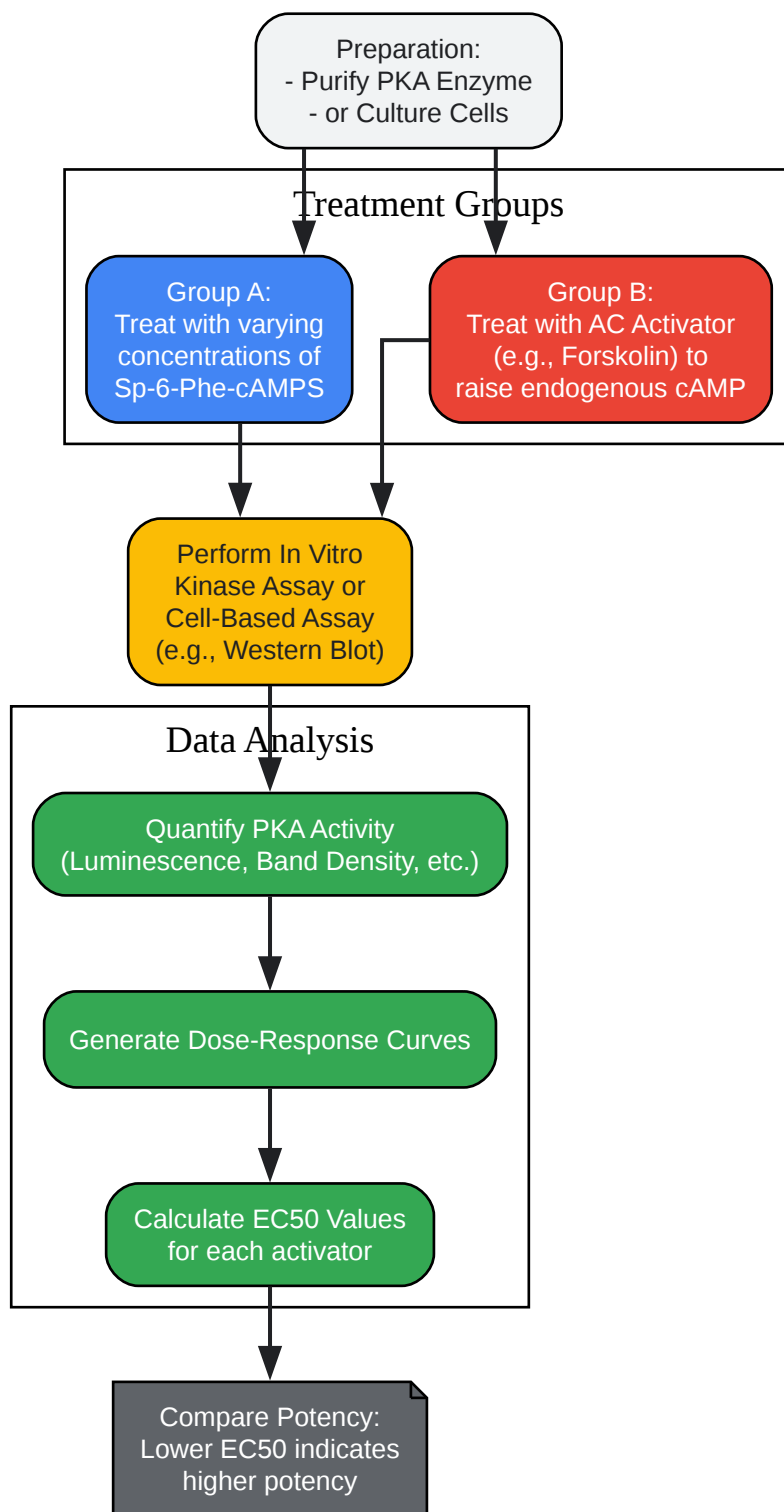 Preparation:
- Purify PKA Enzyme
- or Culture Cells
Treatment Groups
Group A:
Treat with varying
concentrations of
Sp-6-Phe-cAMPS
Group B:
Treat with AC Activator
(e.g., Forskolin) to
raise endogenous cAMP
Perform In Vitro
Kinase Assay or
Cell-Based Assay
(e.g., Western Blot)
Data Analysis
Quantify PKA Activity
(Luminescence, Band Density, etc.)
Generate Dose-Response Curves
Calculate EC50 Values
for each activator
Compare Potency:
Lower EC50 indicates
higher potency